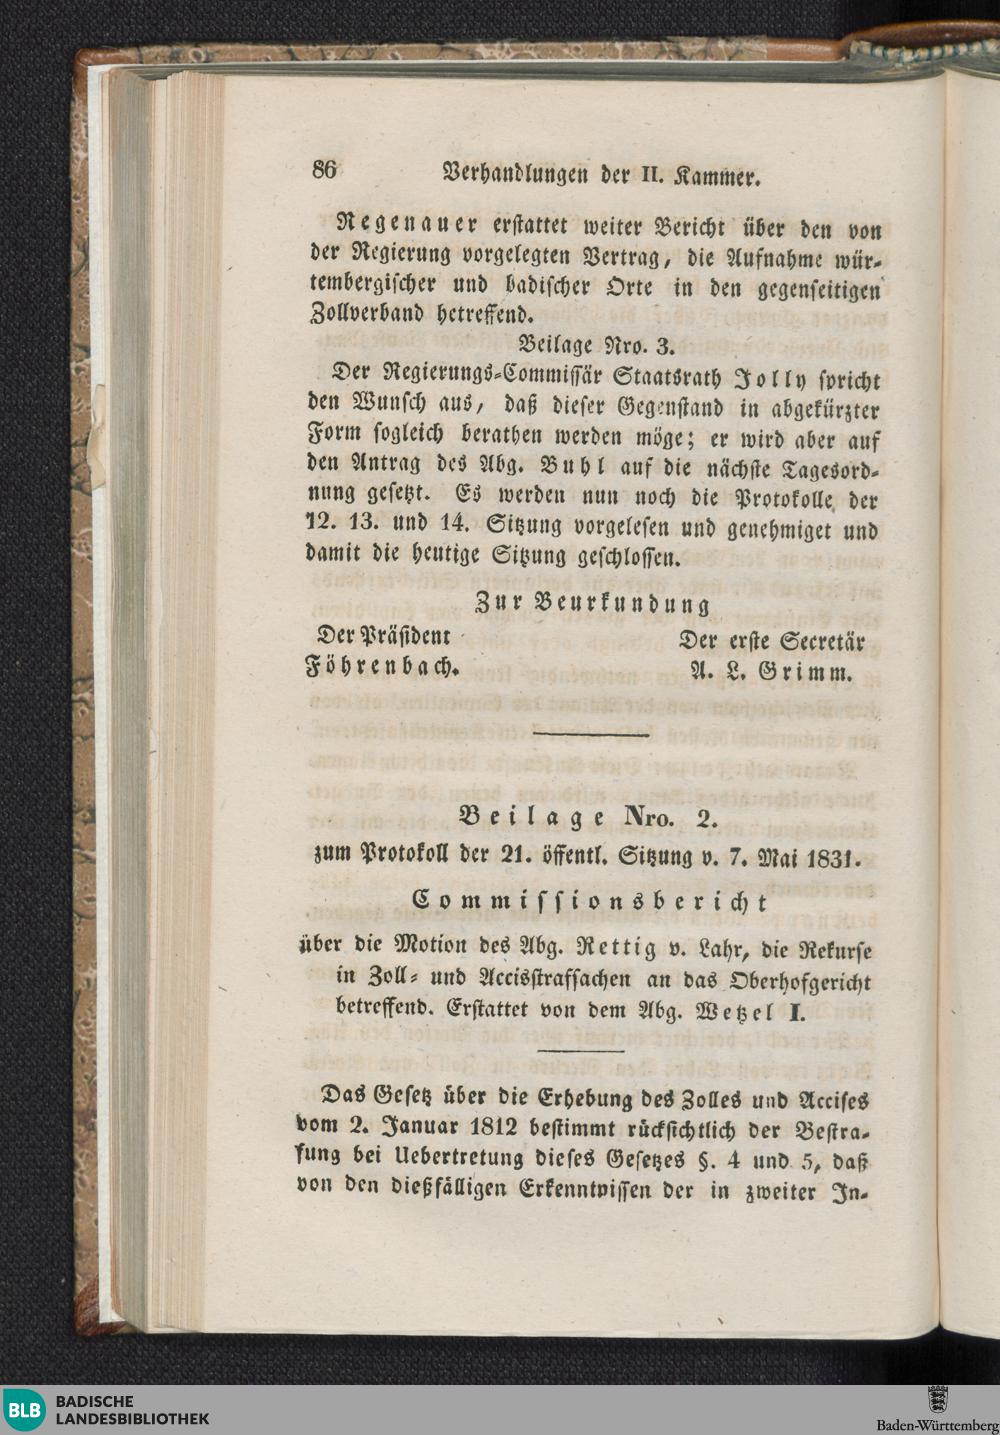 86 Verhandlungen der II. Kammer.
Regenauer erstattet weiter Bericht über den von
der Regierung vorgelegten Vertrag, die Aufnahme wür-
tembergischer und badischer Orte in den gegenseitigen
Zollverband betreffend.
Beilage Nro. 3.
Der Regierungs-Commissär Staatsrath Jolly spricht
den Wunsch aus, daß dieser Gegenstand in abgekürzter
Form sogleich berathen werden möge; er wird aber auf
den Antrag des Abg. Buhl auf die nächste Tagesord-
nung gesetzt. Es werden nun noch die Protokolle der
12. 13. und 14. Sitzung vorgelesen und genehmiget und
damit die heutige Sitzung geschlossen.
Zur Beurkundung
Der Präsident Der erste Secretär
Föhrenbach. A. L. Grimm.
Beilage Nro. 2.
zum Protokoll der 21. öffentl. Sitzung v. 7. Mai 1831.
Commissionsbericht
über die Motion des Abg. Rettig v. Lahr, die Rekurse
in Zoll- und Accisstrafsachen an das Oberhofgericht
betreffend. Erstattet von dem Abg. Wetzel I.
Das Gesetz über die Erhebung des Zolles und Accises
vom 2. Januar 1812 bestimmt rücksichtlich der Bestra-
fung bei Uebertretung dieses Gesetzes §. 4 und 5, daß
von den dießfälligen Erkenntnissen der in zweiter In-
BLB BADISCHE
LANDESBIBLIOTHEK
Baden-Württemberg